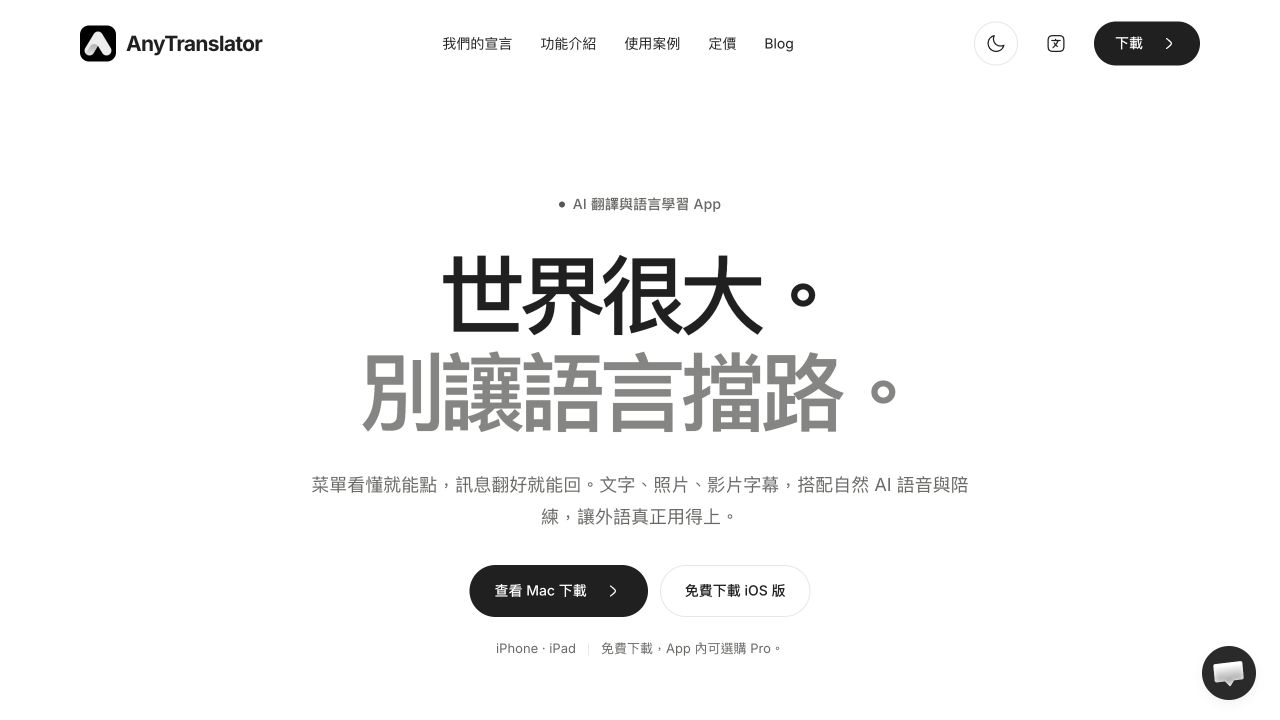 AnyTranslator
我們的宣言
功能介紹
使用案例
定價
Blog
下載
AI 翻譯與語言學習 App
世界很大。
別讓語言擋路。
菜單看懂就能點，訊息翻好就能回。文字、照片、影片字幕，搭配自然 AI 語音與陪
練，讓外語真正用得上。
查看 Mac 下載
免費下載 iOS 版
iPhone · iPad
免費下載，App 內可選購 Pro。